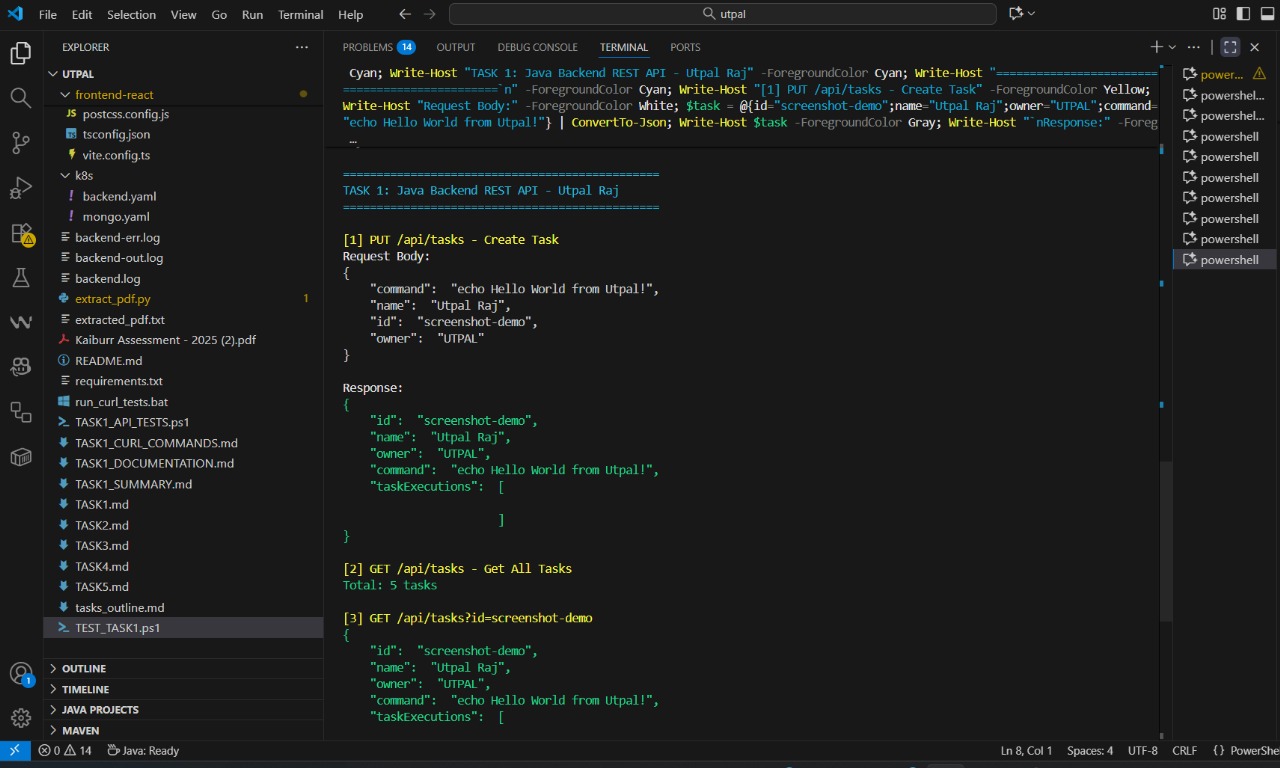 File Edit Selection View Go Run Terminal Help
utpal
EXPLORER
UTPAL
frontend-react
JS postcss.config.js
TS tsconfig.json
vite.config.ts
k8s
! backend.yaml
! mongo.yaml
backend-err.log
backend-out.log
backend.log
extract_pdf.py 1
extracted_pdf.txt
Kaiburr Assessment - 2025 (2).pdf
README.md
requirements.txt
run_curl_tests.bat
TASK1_API_TESTS.ps1
TASK1_CURL_COMMANDS.md
TASK1_DOCUMENTATION.md
TASK1_SUMMARY.md
TASK1.md
TASK2.md
TASK3.md
TASK4.md
TASK5.md
tasks_outline.md
TEST_TASK1.ps1
OUTLINE
TIMELINE
JAVA PROJECTS
MAVEN
PROBLEMS 14 OUTPUT DEBUG CONSOLE TERMINAL PORTS
Cyan; Write-Host "TASK 1: Java Backend REST API - Utpal Raj" -ForegroundColor Cyan; Write-Host "========================
=======================`n" -ForegroundColor Cyan; Write-Host "[1] PUT /api/tasks - Create Task" -ForegroundColor Yellow;
Write-Host "Request Body:" -ForegroundColor White; $task = @{id="screenshot-demo";name="Utpal Raj";owner="UTPAL";command=
"echo Hello World from Utpal!"} | ConvertTo-Json; Write-Host $task -ForegroundColor Gray; Write-Host "`nResponse:" -Foreg
…
===============================================
TASK 1: Java Backend REST API - Utpal Raj
===============================================
[1] PUT /api/tasks - Create Task
Request Body:
{
"command": "echo Hello World from Utpal!",
"name": "Utpal Raj",
"id": "screenshot-demo",
"owner": "UTPAL"
}
Response:
{
"id": "screenshot-demo",
"name": "Utpal Raj",
"owner": "UTPAL",
"command": "echo Hello World from Utpal!",
"taskExecutions": [
]
}
[2] GET /api/tasks - Get All Tasks
Total: 5 tasks
[3] GET /api/tasks?id=screenshot-demo
{
"id": "screenshot-demo",
"name": "Utpal Raj",
"owner": "UTPAL",
"command": "echo Hello World from Utpal!",
"taskExecutions": [
power...
powershel...
powershel...
powershell
powershell
powershell
powershell
powershell
powershell
powershell
1
0 14 Java: Ready
Ln 8, Col 1 Spaces: 4 UTF-8 CRLF {} PowerShe